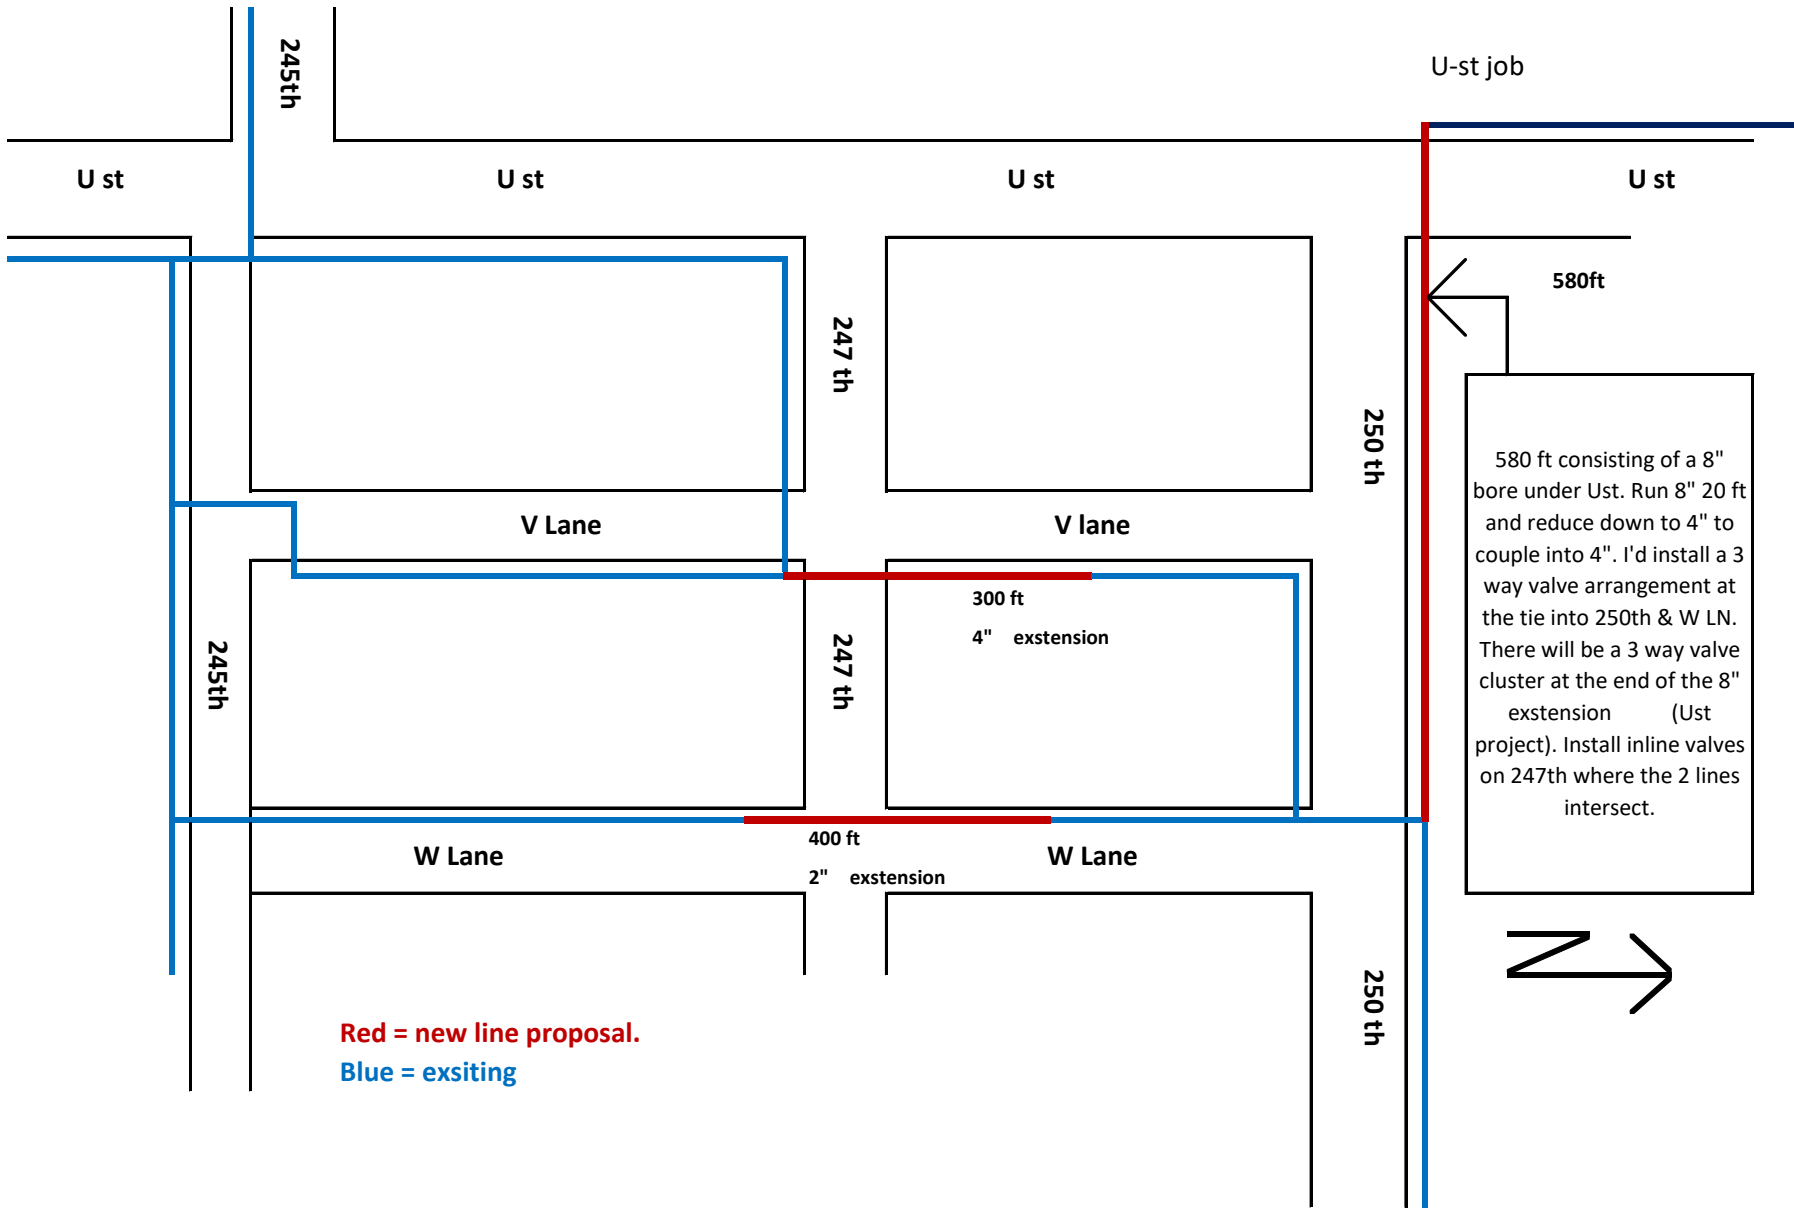 245th
U-st job
U st
U st
U st
U st
580ft
247 th
250 th
580 ft consisting of a 8"
bore under Ust. Run 8" 20 ft
and reduce down to 4" to
couple into 4". I'd install a 3
way valve arrangement at
the tie into 250th & W LN.
There will be a 3 way valve
cluster at the end of the 8"
exstension (Ust
project). Install inline valves
on 247th where the 2 lines
intersect.
V Lane
V lane
300 ft
4" exstension
245th
247 th
400 ft
2" exstension
W Lane
W Lane
N
250 th
Red = new line proposal.
Blue = exsiting